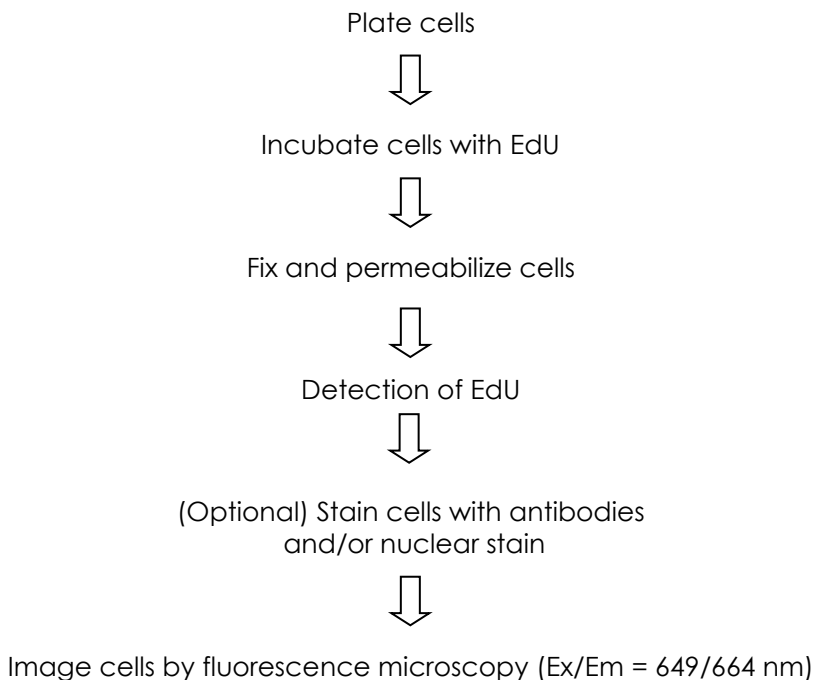 Plate cells
Incubate cells with EdU
Fix and permeabilize cells
Detection of EdU
(Optional) Stain cells with antibodies
and/or nuclear stain
Image cells by fluorescence microscopy (Ex/Em = 649/664 nm)